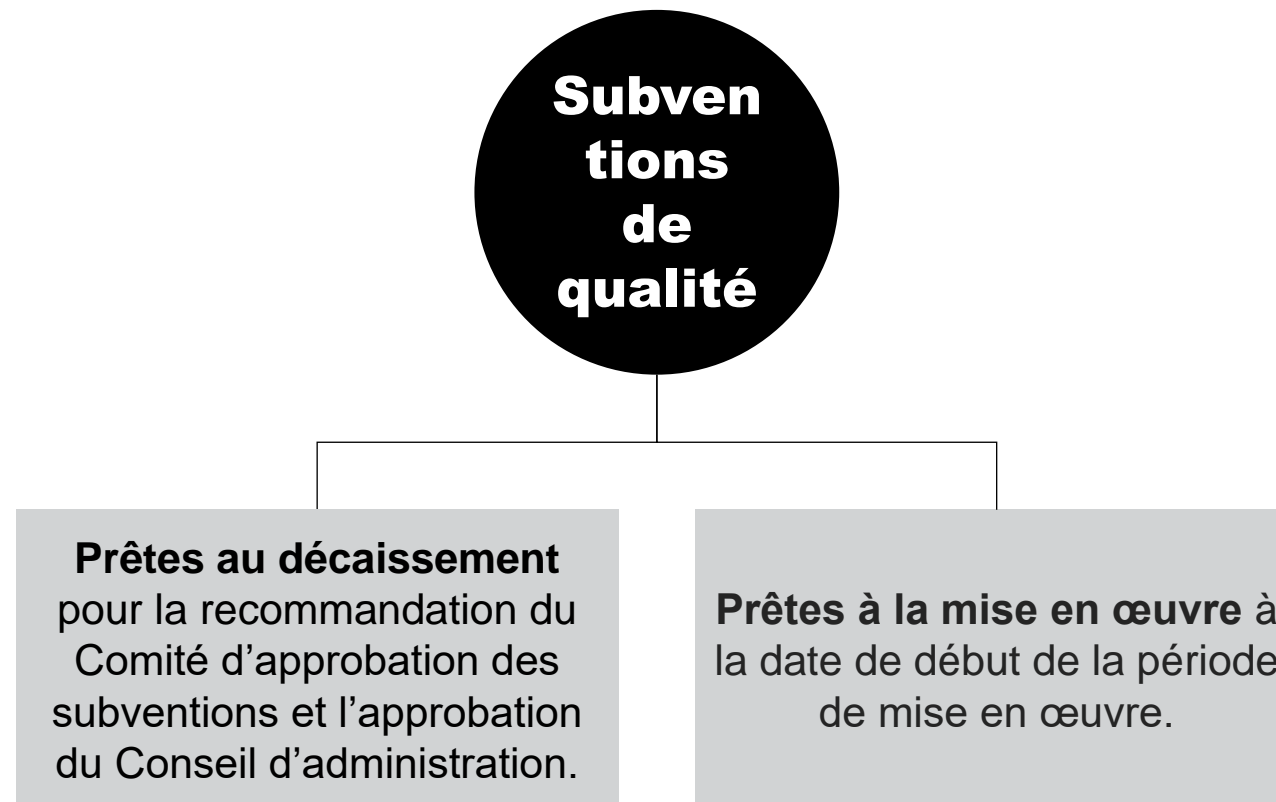 Subven
tions
de
qualité
Prêtes au décaissement
pour la recommandation du
Comité d’approbation des
subventions et l’approbation
du Conseil d’administration.
Prêtes à la mise en œuvre à
la date de début de la période
de mise en œuvre.